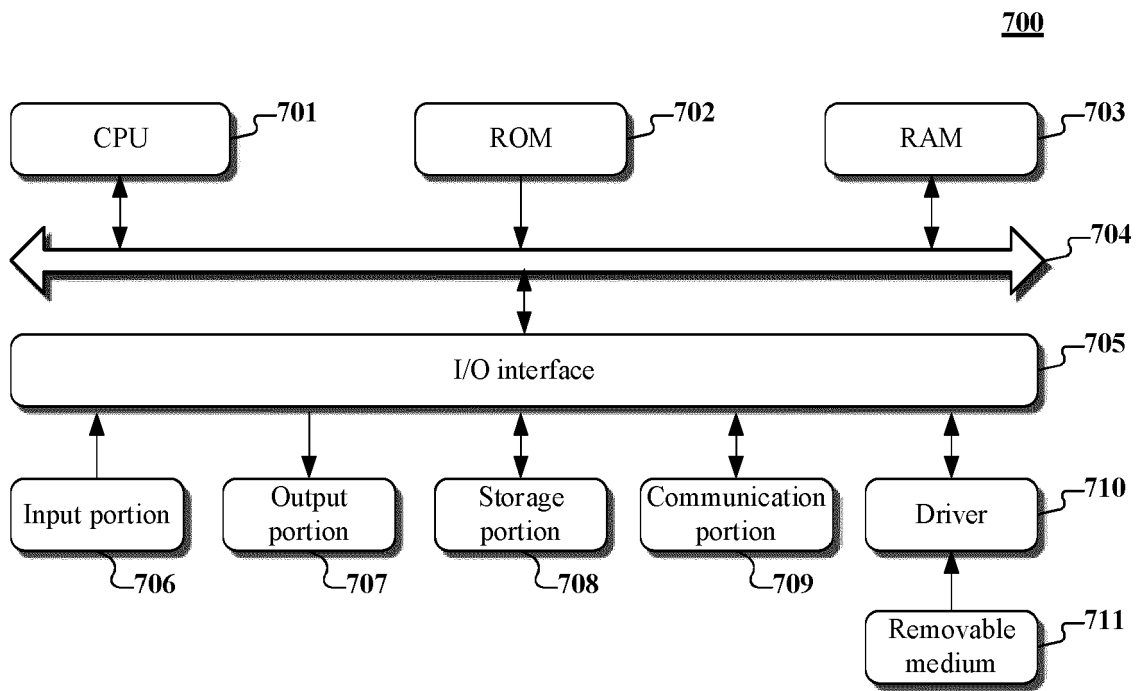 700
CPU
701
ROM
702
RAM
703
704
I/O interface
705
Input portion
706
Output
portion
707
Storage
portion
708
Communication
portion
709
Driver
710
Removable
medium
711